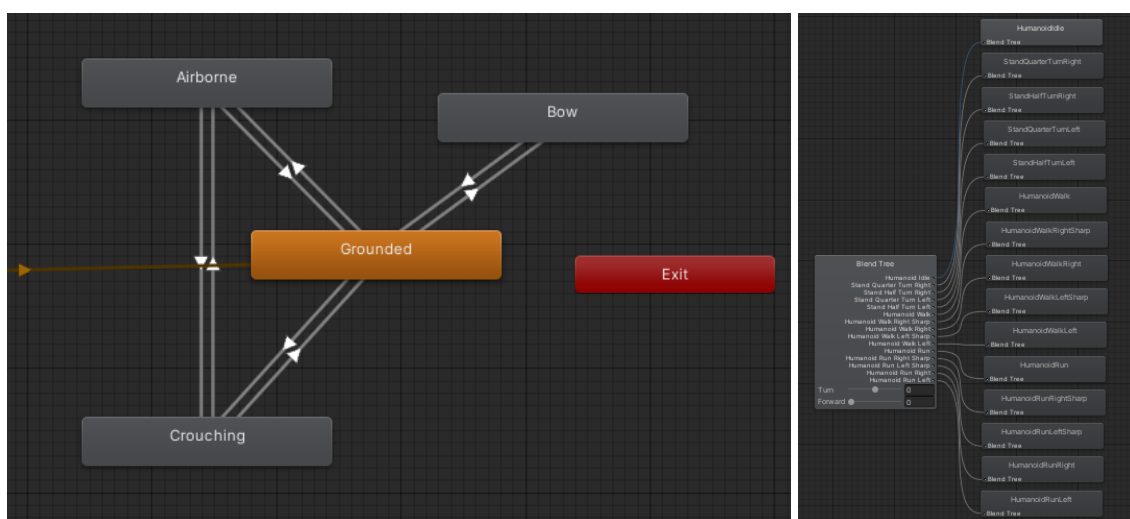 Airborne
Bow
Grounded
Exit
Crouching
Blend Tree
Humanoid Idle
Stand Quarter Turn Right
Stand Half Turn Right
Stand Quarter Turn Left
Stand Half Turn Left
Humanoid Walk
Humanoid Walk Right Sharp
Humanoid Walk Right
Humanoid Walk Left Sharp
Humanoid Walk Left
Humanoid Run
Humanoid Run Right Sharp
Humanoid Run Left Sharp
Humanoid Run Right
Humanoid Run Left
Turn 0
Forward 0
HumanoidIdle
Blend Tree
StandQuarterTurnRight
Blend Tree
StandHalfTurnRight
Blend Tree
StandQuarterTurnLeft
Blend Tree
StandHalfTurnLeft
Blend Tree
HumanoidWalk
Blend Tree
HumanoidWalkRightSharp
Blend Tree
HumanoidWalkRight
Blend Tree
HumanoidWalkLeftSharp
Blend Tree
HumanoidWalkLeft
Blend Tree
HumanoidRun
Blend Tree
HumanoidRunRightSharp
Blend Tree
HumanoidRunLeftSharp
Blend Tree
HumanoidRunRight
Blend Tree
HumanoidRunLeft
Blend Tree